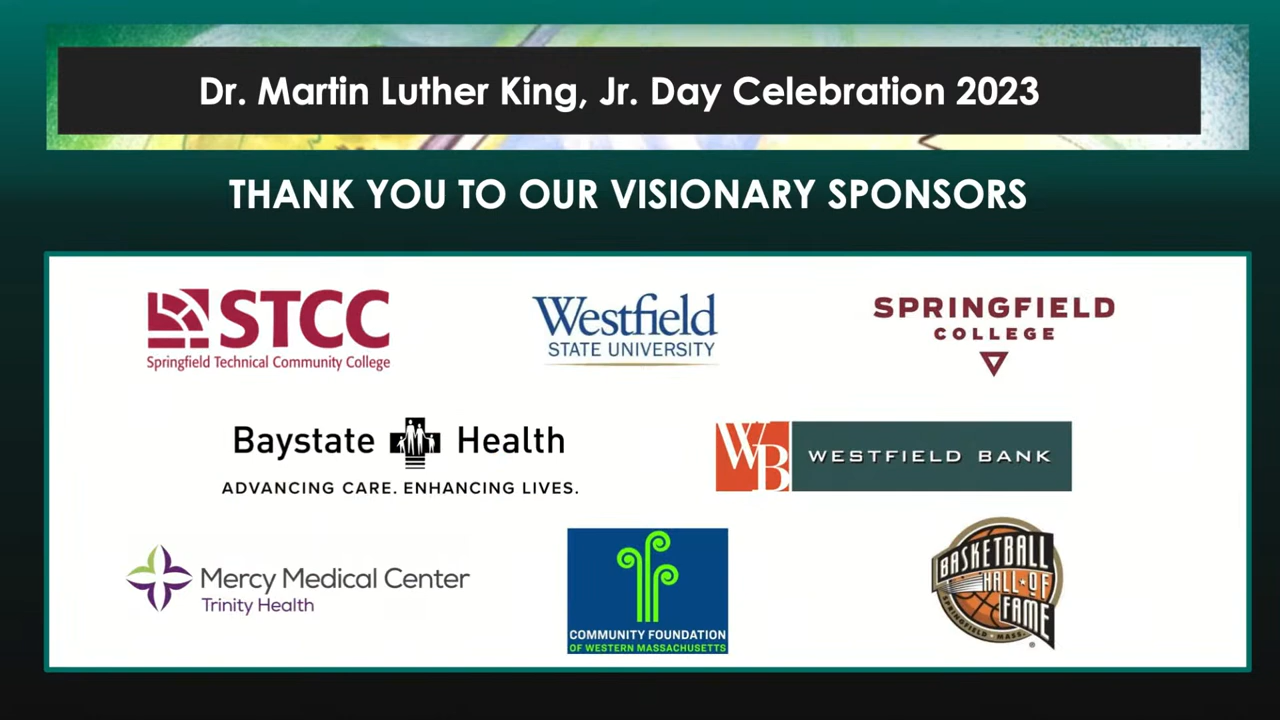 Dr. Martin Luther King, Jr. Day Celebration 2023
THANK YOU TO OUR VISIONARY SPONSORS
STCC
Springfield Technical Community College
Westfield
STATE UNIVERSITY
SPRINGFIELD
COLLEGE
Baystate Health
ADVANCING CARE. ENHANCING LIVES.
WB WESTFIELD BANK
Mercy Medical Center
Trinity Health
COMMUNITY FOUNDATION
OF WESTERN MASSACHUSETTS
BASKETBALL
HALL OF
FAME
SPRINGFIELD MASS.
®